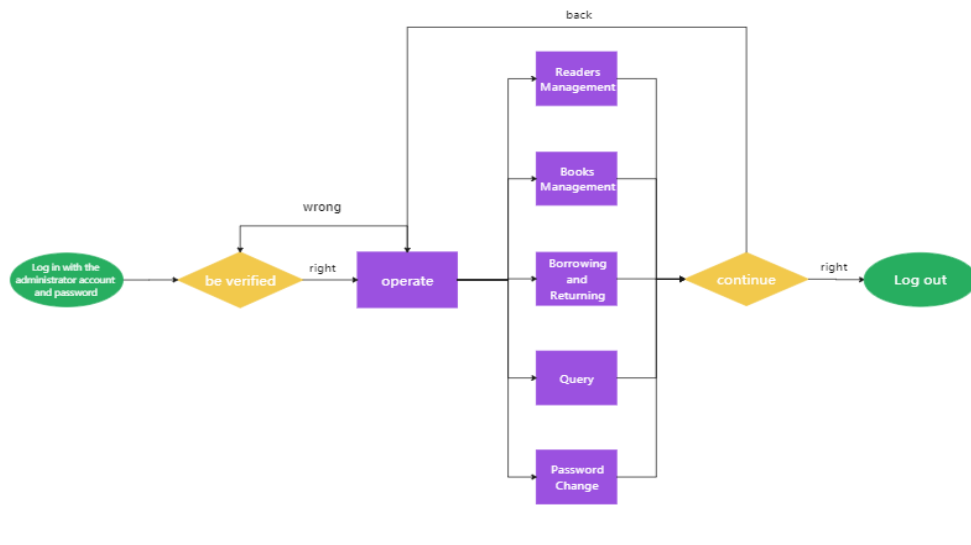 back
Readers
Management
Books
Management
wrong
Log in with the
administrator account
and password
be verified
right
operate
Borrowing
and
Returning
continue
right
Log out
Query
Password
Change